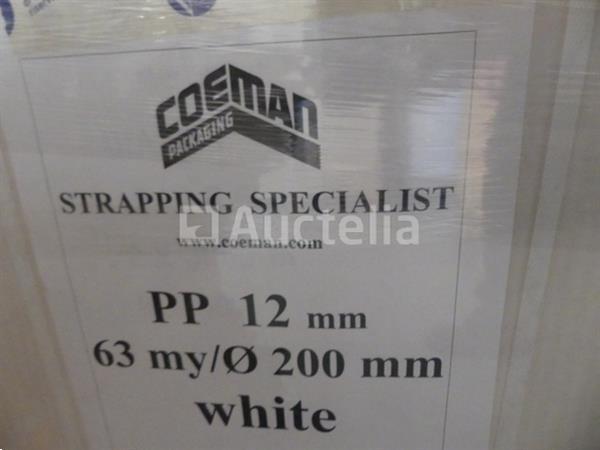 COEMAN
PACKAGING
STRAPPING SPECIALIST
Auctelia
www.coeman.com
PP 12 mm
63 my/Ø 200 mm
white